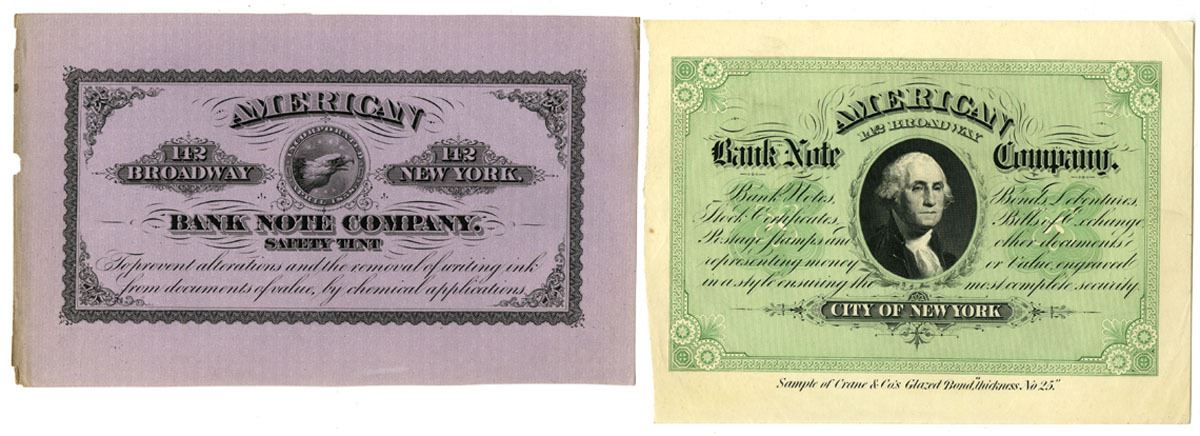 AMERICAN
142
BROADWAY
INCORPORATED
142
NEW YORK.
BANK NOTE COMPANY.
SAFETY TINT
To prevent alterations and the removal of writing ink
from documents of value, by chemical applications.
AMERICAN
142 BROADWAY
Bank Note Company.
Bank Notes, Bonds, Debentures,
Stock Certificates, Bills of Exchange
Postage Stamps and other documents
representing money or Value, engraved
in a style ensuring the most complete security.
CITY OF NEW YORK
Sample of Crane & Co's Glazed Bond, "thickness No 25."